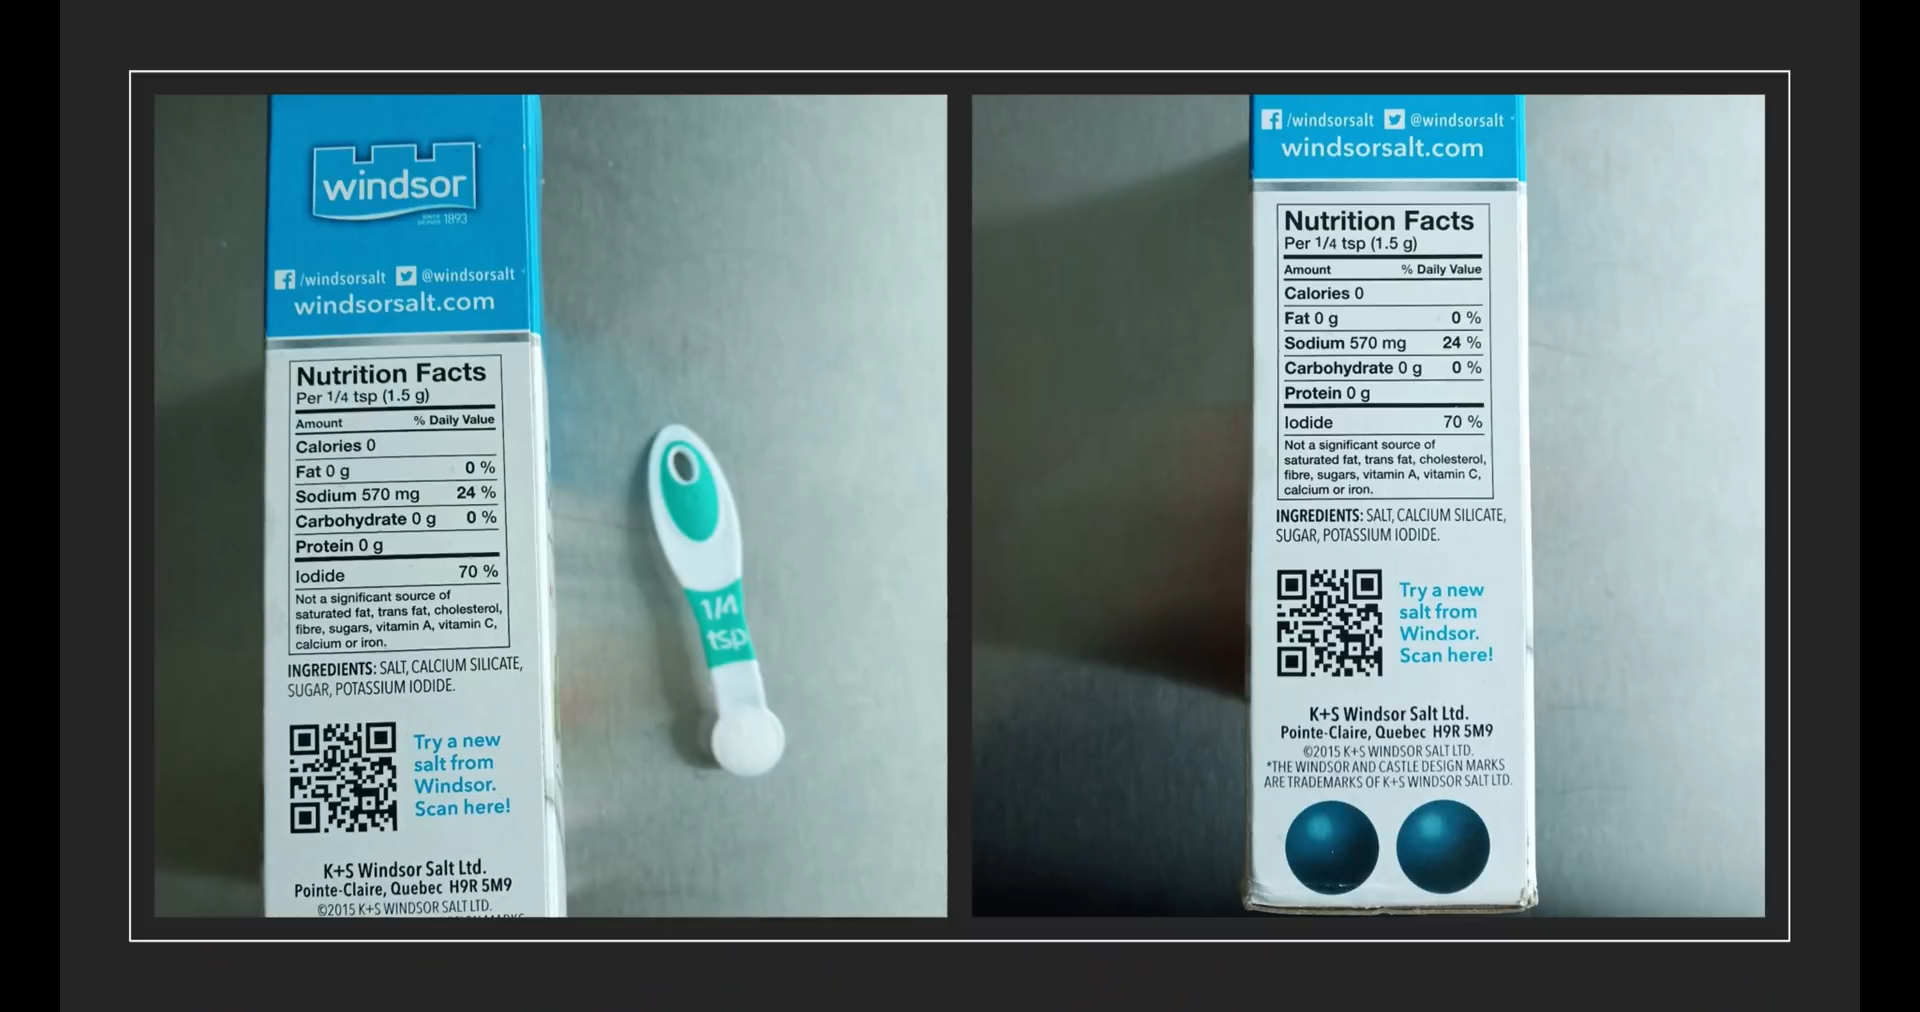 windsor
SINCE
DEPUIS 1893
/windsorsalt @windsorsalt
windsorsalt.com
Nutrition Facts
Per 1/4 tsp (1.5 g)
Amount % Daily Value
Calories 0
Fat 0 g 0 %
Sodium 570 mg 24 %
Carbohydrate 0 g 0 %
Protein 0 g
Iodide 70 %
Not a significant source of
saturated fat, trans fat, cholesterol,
fibre, sugars, vitamin A, vitamin C,
calcium or iron.
INGREDIENTS: SALT, CALCIUM SILICATE,
SUGAR, POTASSIUM IODIDE.
Try a new
salt from
Windsor.
Scan here!
K+S Windsor Salt Ltd.
Pointe-Claire, Quebec H9R 5M9
©2015 K+S WINDSOR SALT LTD.
1/4
tsp
/windsorsalt @windsorsalt
windsorsalt.com
Nutrition Facts
Per 1/4 tsp (1.5 g)
Amount % Daily Value
Calories 0
Fat 0 g 0 %
Sodium 570 mg 24 %
Carbohydrate 0 g 0 %
Protein 0 g
Iodide 70 %
Not a significant source of
saturated fat, trans fat, cholesterol,
fibre, sugars, vitamin A, vitamin C,
calcium or iron.
INGREDIENTS: SALT, CALCIUM SILICATE,
SUGAR, POTASSIUM IODIDE.
Try a new
salt from
Windsor.
Scan here!
K+S Windsor Salt Ltd.
Pointe-Claire, Quebec H9R 5M9
©2015 K+S WINDSOR SALT LTD.
*THE WINDSOR AND CASTLE DESIGN MARKS
ARE TRADEMARKS OF K+S WINDSOR SALT LTD.